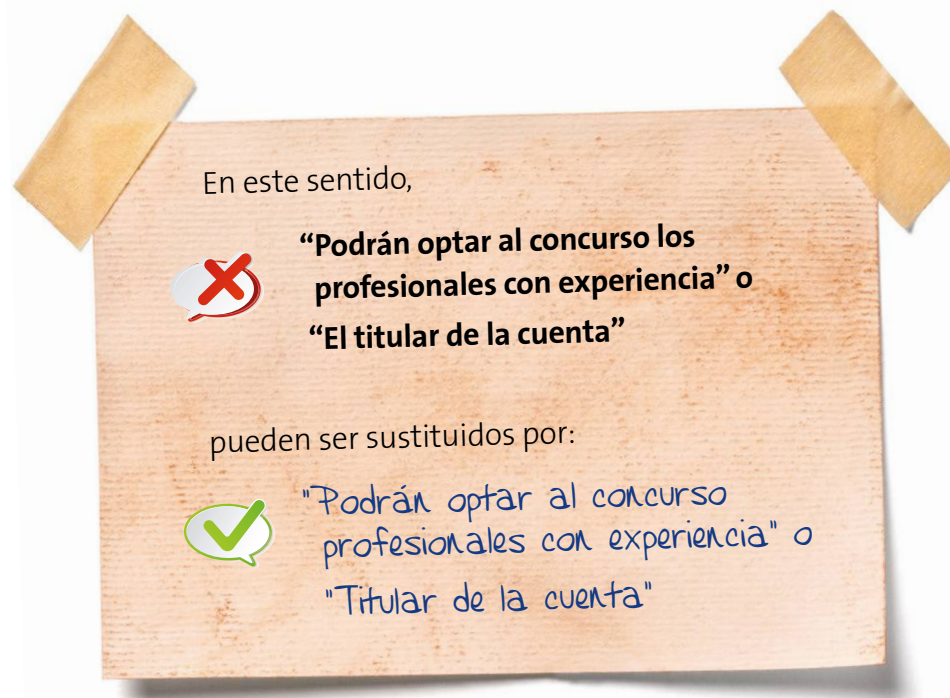 En este sentido,
“Podrán optar al concurso los
profesionales con experiencia” o
“El titular de la cuenta”
pueden ser sustituidos por:
"Podrán optar al concurso
profesionales con experiencia" o
"Titular de la cuenta"